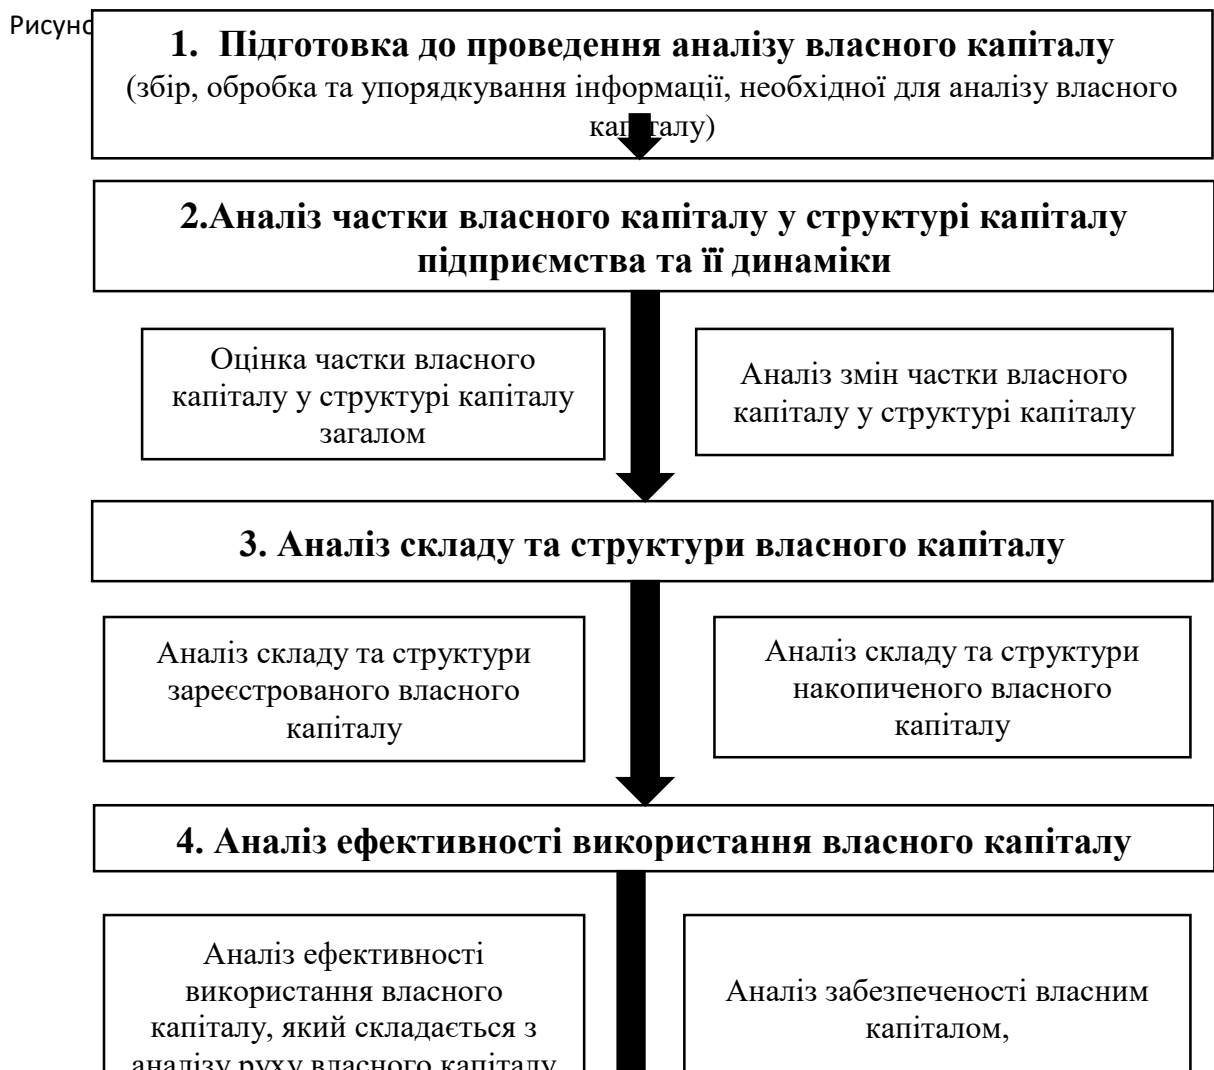 1. Підготовка до проведення аналізу власного капіталу
(збір, обробка та упорядкування інформації, необхідної для аналізу власного
2.Аналіз частки власного капіталу у структурі капіталу
підприємства та її динаміки
Оцінка частки власного
капіталу у структурі капіталу
загалом
Аналіз змін частки власного
капіталу у структурі капіталу
3. Аналіз складу та структури власного капіталу
Аналіз складу та структури
зареєстрованого власного
капіталу
Аналіз складу та структури
накопиченого власного
капіталу
4. Аналіз ефективності використання власного капіталу
Аналіз ефективності
використання власного
капіталу, який складається з
аналізу руху власного капіталу
Аналіз забезпеченості власним
капіталом,